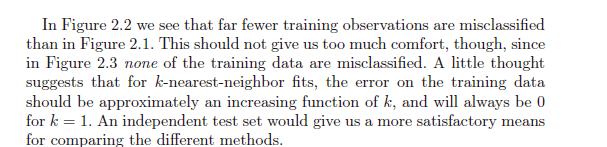 In Figure 2.2 we see that far fewer training observations are misclassified
than in Figure 2.1. This should not give us too much comfort, though, since
in Figure 2.3 none of the training data are misclassified. A little thought
suggests that for k-nearest-neighbor fits, the error on the training data
should be approximately an increasing function of k, and will always be 0
for k = 1. An independent test set would give us a more satisfactory means
for comparing the different methods.